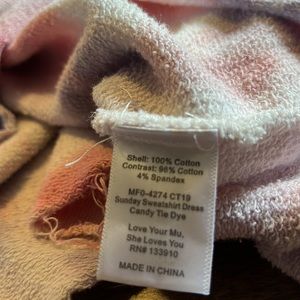 Shell: 100% Cotton
Contrast: 96% Cotton
4% Spandex
MF0-4274 CT19
Sunday Sweatshirt Dress
Candy Tie Dye
Love Your Mu,
She Loves You
RN# 133910
MADE IN CHINA